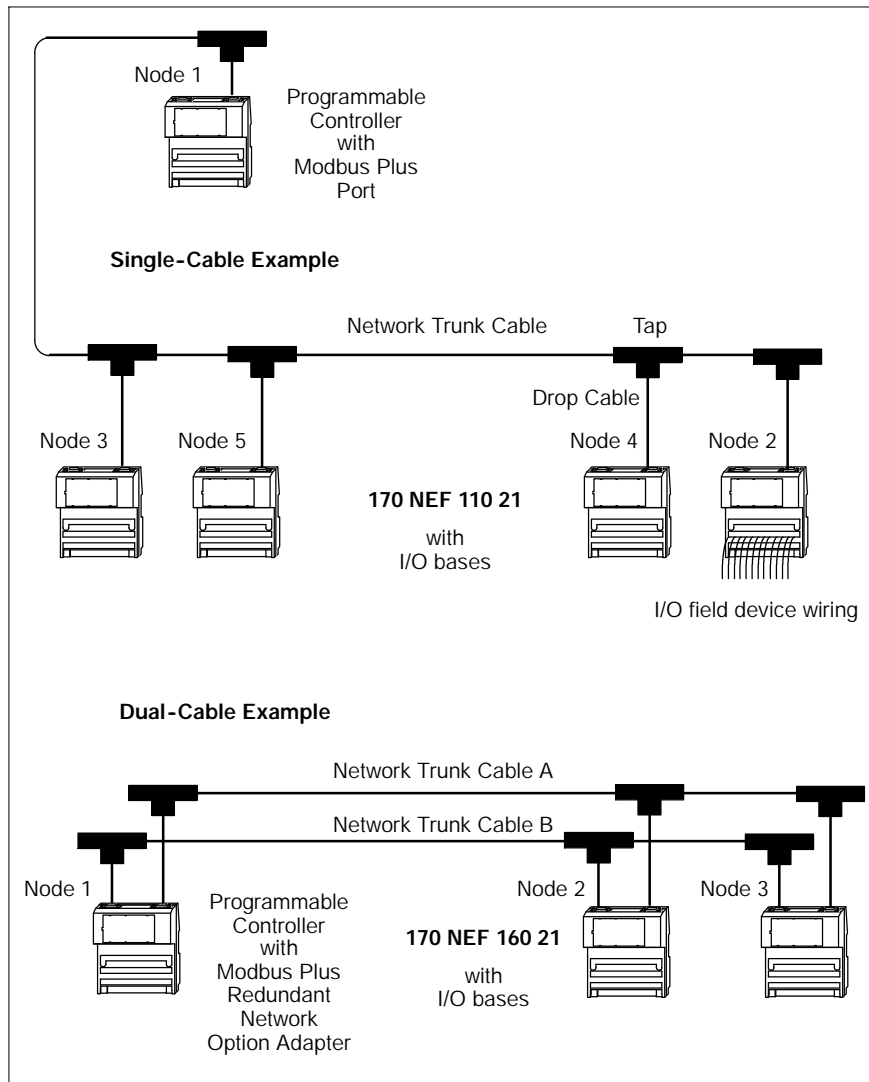 Node 1
Programmable
Controller
with
Modbus Plus
Port
Single-Cable Example
Network Trunk Cable
Tap
Drop Cable
Node 3
Node 5
Node 4
Node 2
170 NEF 110 21
with
I/O bases
I/O field device wiring
Dual-Cable Example
Network Trunk Cable A
Network Trunk Cable B
Node 1
Node 2
Node 3
Programmable
Controller
with
Modbus Plus
Redundant
Network
Option Adapter
170 NEF 160 21
with
I/O bases